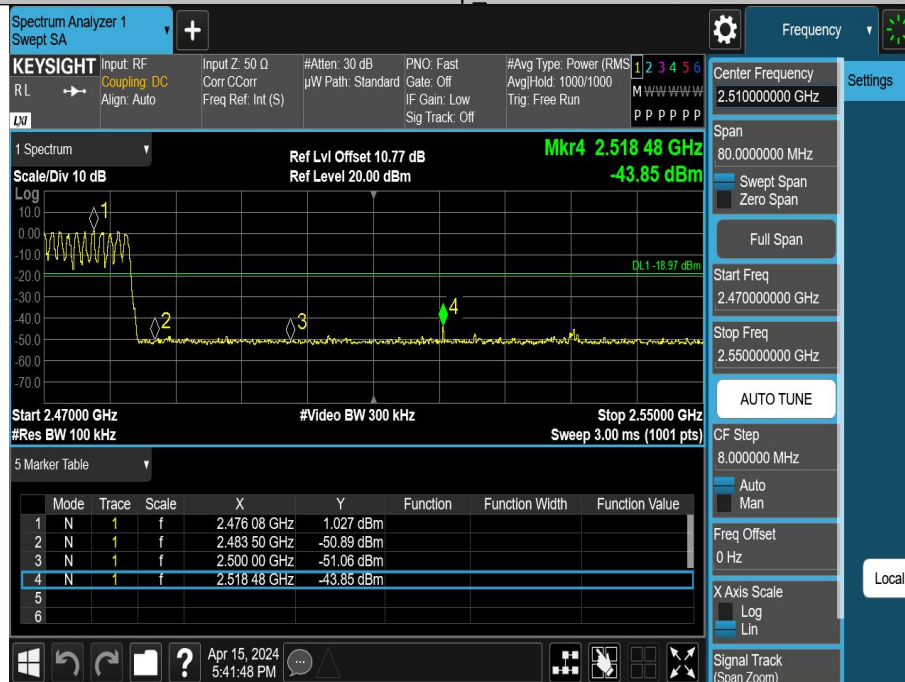 Spectrum Analyzer 1
Swept SA
Frequency
KEYSIGHT Input: RF Input Z: 50 Ω #Atten: 30 dB PNO: Fast #Avg Type: Power (RMS 1 2 3 4 5 6
RL Coupling: DC Corr CCorr µW Path: Standard Gate: Off Avg|Hold: 1000/1000 M W W W W W
Align: Auto Freq Ref: Int (S) IF Gain: Low Trig: Free Run
LXI Sig Track: Off P P P P P P
1 Spectrum
Scale/Div 10 dB
Ref Lvl Offset 10.77 dB
Ref Level 20.00 dBm
Mkr4 2.518 48 GHz
-43.85 dBm
Log
10.0
0.00
-10.0
-20.0
-30.0
-40.0
-50.0
-60.0
-70.0
1
2
3
4
DL1 -18.97 dBm
Start 2.47000 GHz #Video BW 300 kHz Stop 2.55000 GHz
#Res BW 100 kHz Sweep 3.00 ms (1001 pts)
5 Marker Table
Mode Trace Scale X Y Function Function Width Function Value
1 N 1 f 2.476 08 GHz 1.027 dBm
2 N 1 f 2.483 50 GHz -50.89 dBm
3 N 1 f 2.500 00 GHz -51.06 dBm
4 N 1 f 2.518 48 GHz -43.85 dBm
5
6
?
Apr 15, 2024
5:41:48 PM
Center Frequency
2.510000000 GHz
Settings
Span
80.0000000 MHz
Swept Span
Zero Span
Full Span
Start Freq
2.470000000 GHz
Stop Freq
2.550000000 GHz
AUTO TUNE
CF Step
8.000000 MHz
Auto
Man
Freq Offset
0 Hz
X Axis Scale
Log
Lin
Local
Signal Track
(Span Zoom)